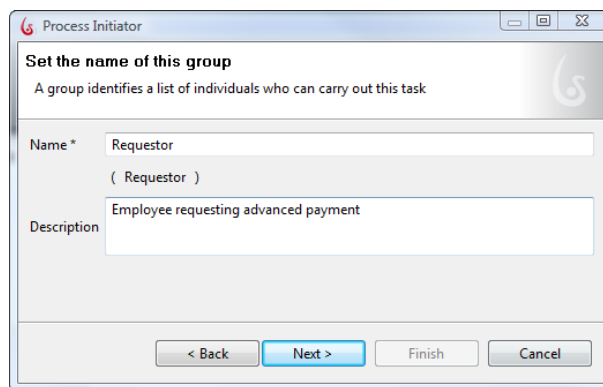 Process Initiator
Set the name of this group
A group identifies a list of individuals who can carry out this task
Name * Requestor
( Requestor )
Description Employee requesting advanced payment
< Back Next > Finish Cancel